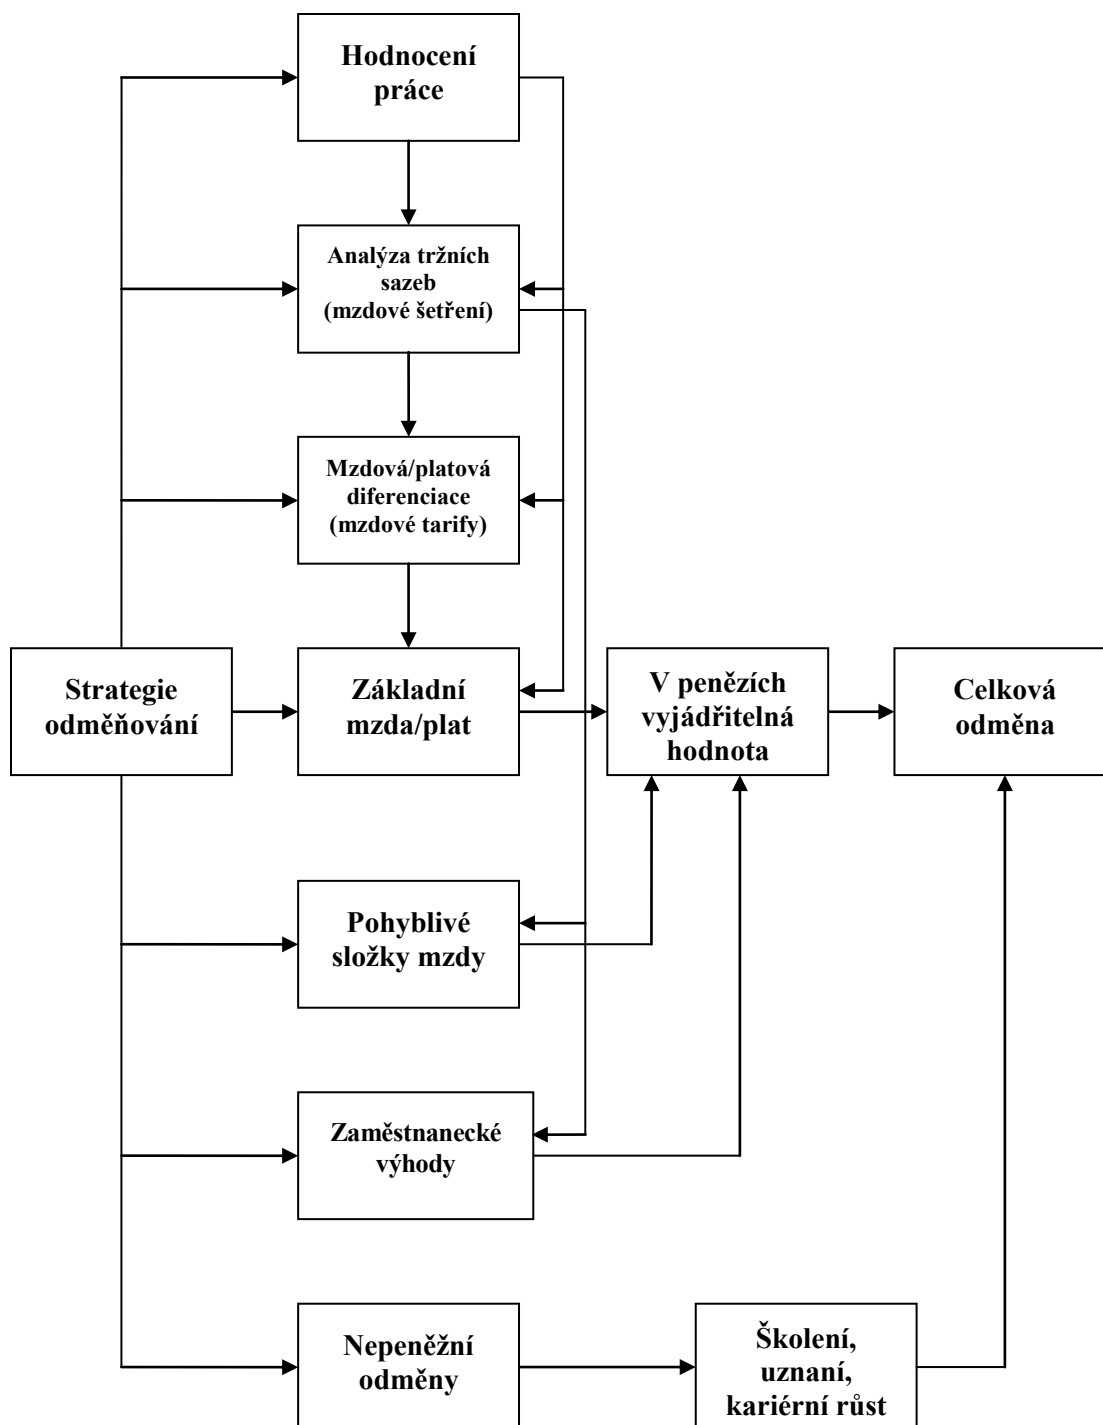 Hodnocení
práce
Analýza tržních
sazeb
(mzdové šetření)
Mzdová/platová
diferenciace
(mzdové tarify)
Strategie
odměňování
Základní
mzda/plat
V penězích
vyjádřitelná
hodnota
Celková
odměna
Pohyblivé
složky mzdy
Zaměstnanecké
výhody
Nepeněžní
odměny
Školení,
uznaní,
kariérní růst